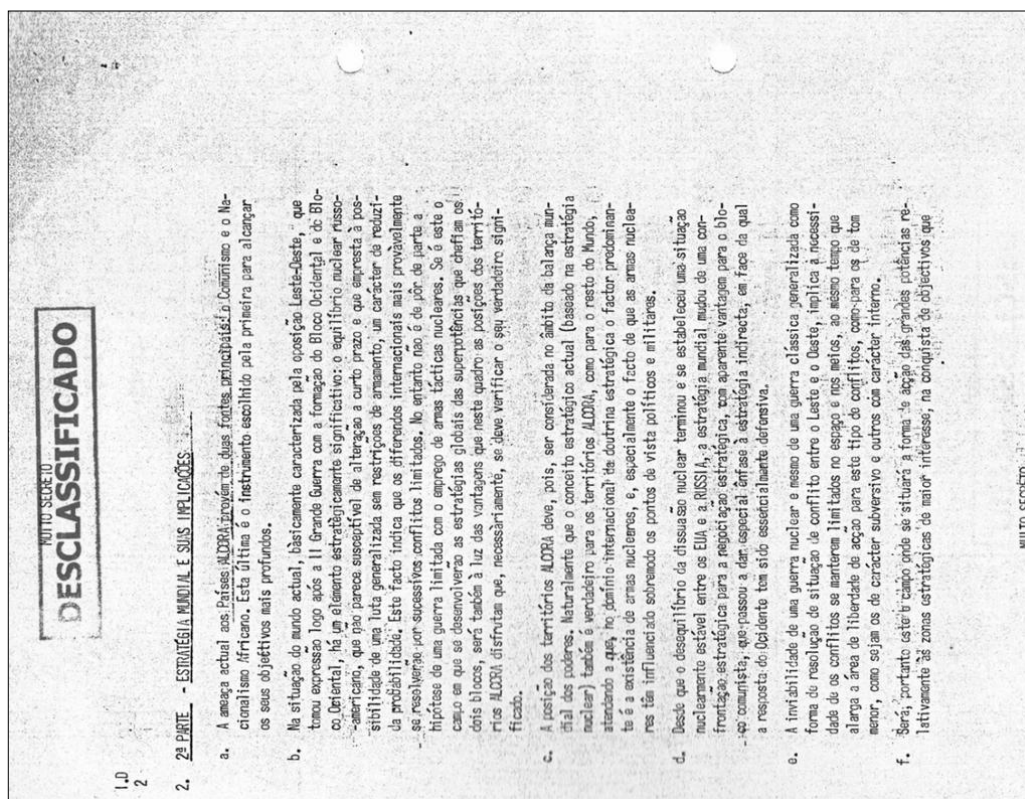 MUITO SECRETO
DESCLASSIFICADO
1.D
2
2. 2ª PARTE - ESTRATÉGIA MUNDIAL E SUAS IMPLICAÇÕES:
a. A ameaça actual aos Países ALCORA provém de duas fontes principais: o Comunismo e o Na-
cionalismo Africano. Esta última é o instrumento escolhido pela primeira para alcançar
os seus objectivos mais profundos.
b. Na situação do mundo actual, basicamente caracterizada pela oposição Leste-Oeste, que
tomou expressão logo após a II Grande Guerra com a formação do Bloco Ocidental e do Blo-
co Oriental, há um elemento estratégicamente significativo: o equilíbrio nuclear russo-
-americano, que não parece susceptível de alteração a curto prazo e que empresta à pos-
sibilidade de uma luta generalizada sem restrições de armamento, um carácter de reduzi-
da probabilidade. Este facto indica que os diferendos internacionais mais provàvelmente
se resolverão por sucessivos conflitos limitados. No entanto não é de pôr de parte a
hipótese de uma guerra limitada com o emprego de armas tácticas nucleares. Se é este o
campo em que se desenvolverão as estratégias globais das superpotências que chefiam os
dois blocos, será também à luz das vantagens que neste quadro as posições dos territó-
rios ALCORA disfrutam que, necessariamente, se deve verificar o seu verdadeiro signi-
ficado.
c. A posição dos territórios ALCORA deve, pois, ser considerada no âmbito da balança mun-
dial dos poderes. Naturalmente que o conceito estratégico actual (baseado na estratégia
nuclear) também é verdadeiro para os territórios ALCORA, como para o resto do Mundo,
atendendo a que, no domínio internacional da doutrina estratégica o factor predominan-
te é a existência de armas nucleares, e, especialmente o facto de que as armas nuclea-
res têm influenciado sobremodo os pontos de vista políticos e militares.
d. Desde que o desequilíbrio da dissuasão nuclear terminou e se estabeleceu uma situação
nuclearmente estável entre os EUA e a RUSSIA, a estratégia mundial mudou de uma con-
frontação estratégica para a negociação estratégica, com aparente vantagem para o blo-
co comunista, que passou a dar especial ênfase à estratégia indirecta, em face da qual
a resposta do Ocidente tem sido essencialmante defensiva.
e. A inviabilidade de uma guerra nuclear e mesmo de uma guerra clássica generalizada como
forma de resolução de situação de conflito entre o Leste e o Oeste, implica a necessi-
dade de os conflitos se manterem limitados no espaço e nos meios, ao mesmo tempo que
alarga a área de liberdade de acção para este tipo de conflitos, como para os de tom
menor, como sejam os de carácter subversivo e outros com carácter interno.
f. Será, portanto este o campo onde se situará a forma de acção das grandes potências re-
lativamente às zonas estratégicas de maior interesse, na conquista de objectivos que
MUITO SECRETO